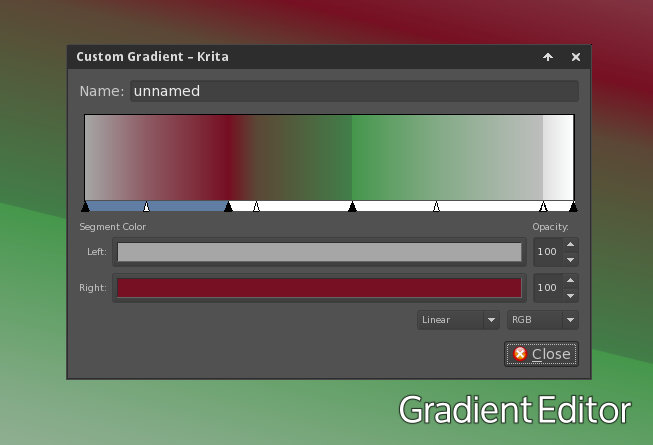 Custom Gradient – Krita
Name: unnamed
Segment Color Opacity:
Left: 100
Right: 100
Linear RGB
Close
Gradient Editor